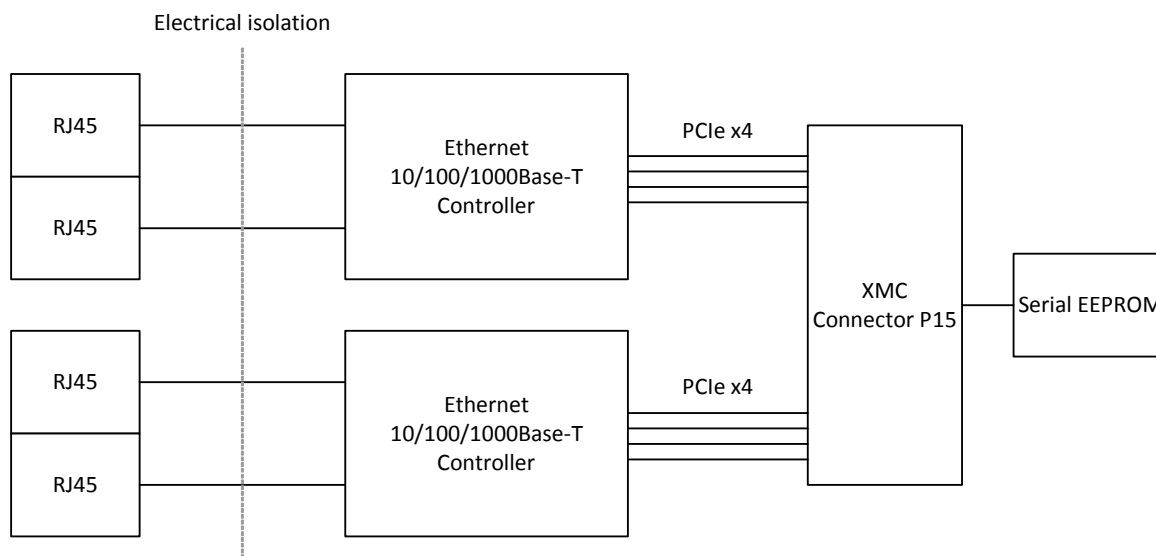 Electrical isolation
RJ45
RJ45
Ethernet
10/100/1000Base-T
Controller
PCIe x4
XMC
Connector P15
Serial EEPROM
RJ45
RJ45
Ethernet
10/100/1000Base-T
Controller
PCIe x4